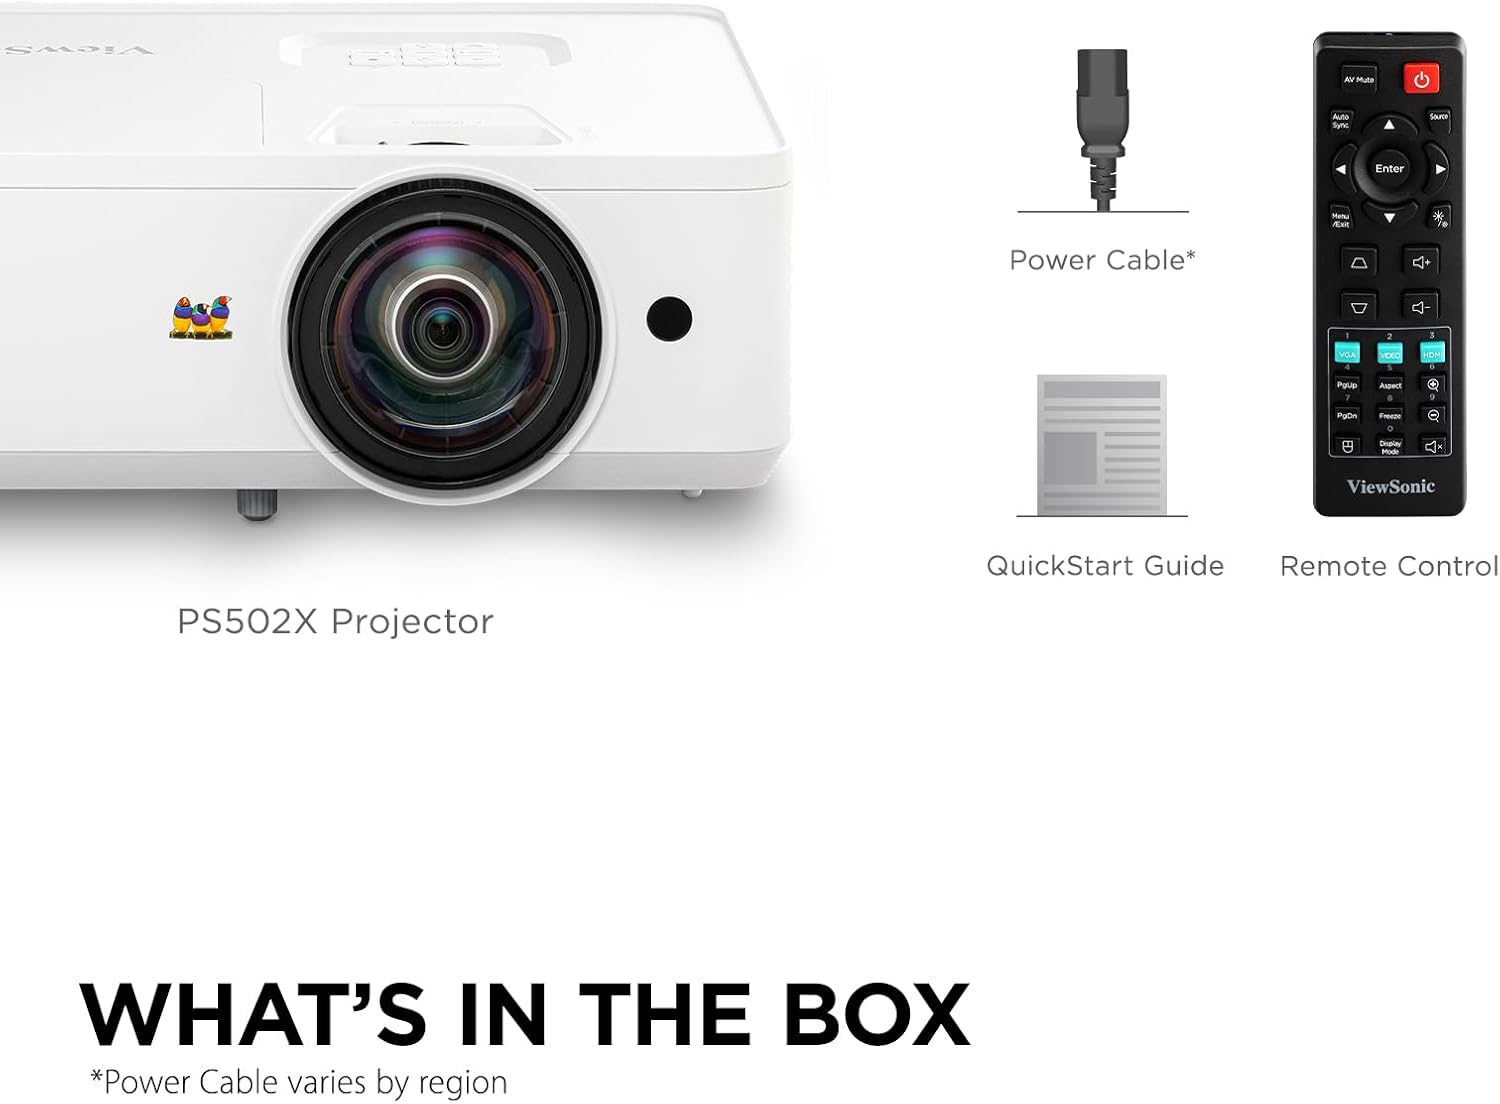 AV Mute
Auto
Sync
Source
Enter
Menu
/Exit
1
2
3
VGA
VIDEO
HDMI
4
5
6
PgUp
Aspect
7
8
9
PgDn
Freeze
0
Display
Mode
ViewSonic
Power Cable*
QuickStart Guide
Remote Control
PS502X Projector
WHAT'S IN THE BOX
*Power Cable varies by region